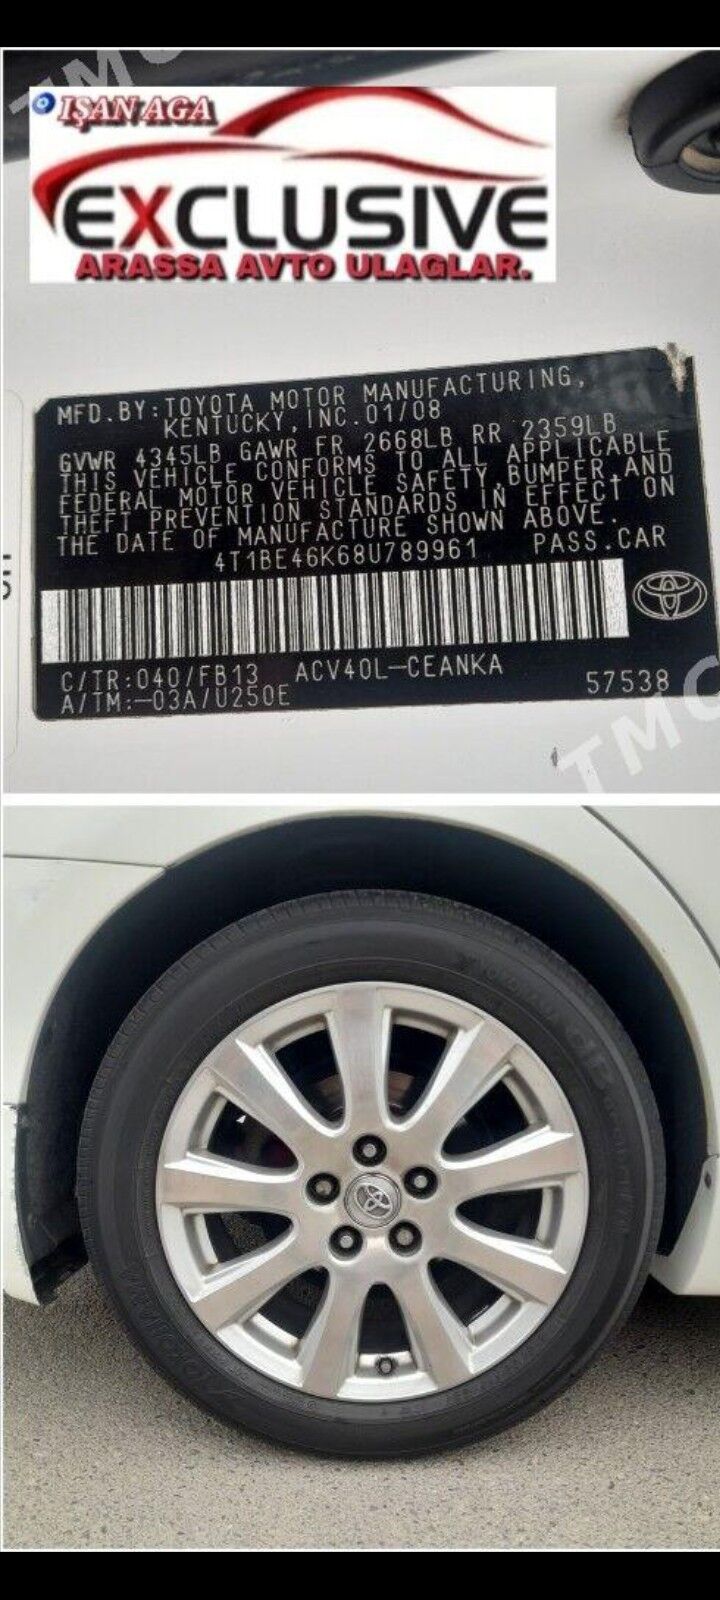 IŞAN AGA
EXCLUSIVE
ARASSA AVTO ULAGLAR.
MFD.BY:TOYOTA MOTOR MANUFACTURING,
KENTUCKY,INC.01/08
GVWR 4345LB GAWR FR 2668LB RR 2359LB
THIS VEHICLE CONFORMS TO ALL APPLICABLE
FEDERAL MOTOR VEHICLE SAFETY,BUMPER,AND
THEFT PREVENTION STANDARDS IN EFFECT ON
THE DATE OF MANUFACTURE SHOWN ABOVE.
4T1BE46K68U789961 PASS.CAR
C/TR:040/FB13 ACV40L-CEANKA
A/TM:-03A/U250E 57538
YOKOHAMA